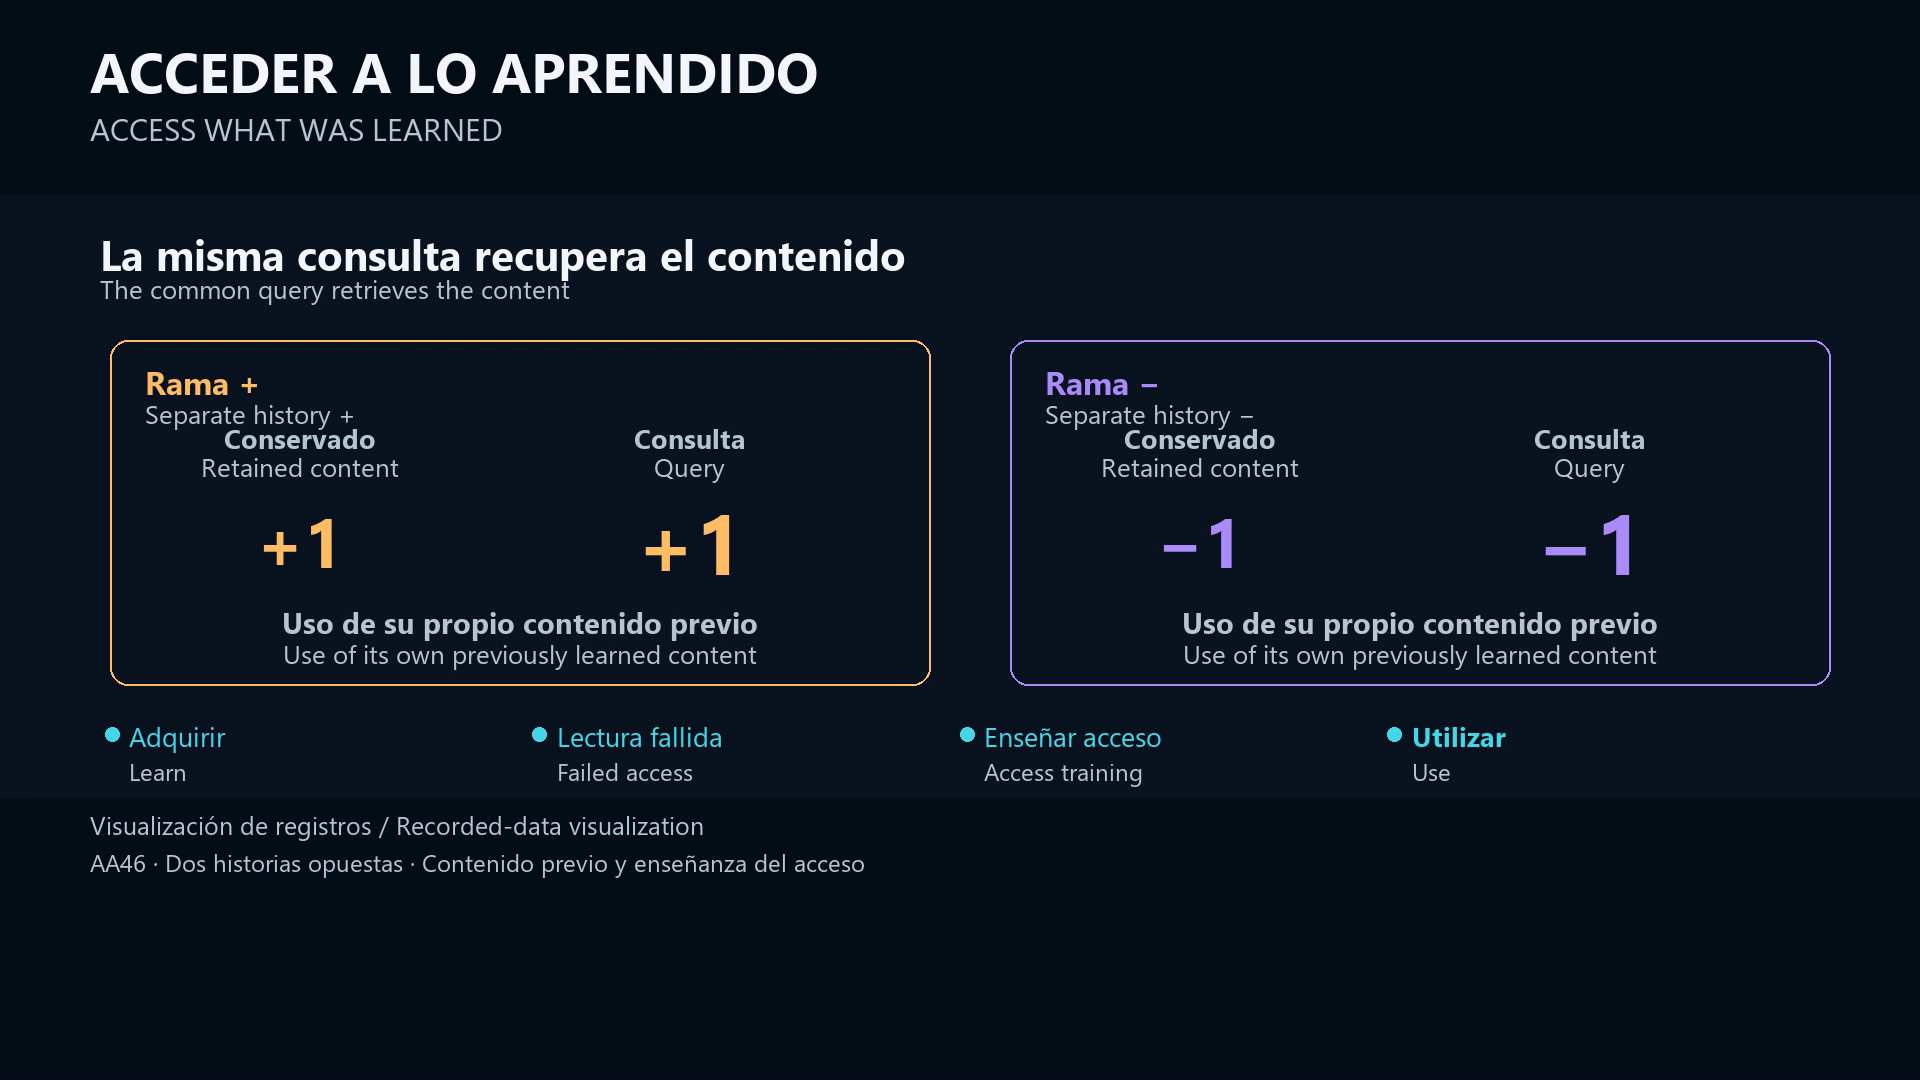 ACCEDER A LO APRENDIDO
ACCESS WHAT WAS LEARNED
La misma consulta recupera el contenido
The common query retrieves the content
Rama +
Separate history +
Conservado
Retained content
Consulta
Query
+1
+1
Uso de su propio contenido previo
Use of its own previously learned content
Rama −
Separate history −
Conservado
Retained content
Consulta
Query
−1
−1
Uso de su propio contenido previo
Use of its own previously learned content
Adquirir
Learn
Lectura fallida
Failed access
Enseñar acceso
Access training
Utilizar
Use
Visualización de registros / Recorded-data visualization
AA46 · Dos historias opuestas · Contenido previo y enseñanza del acceso